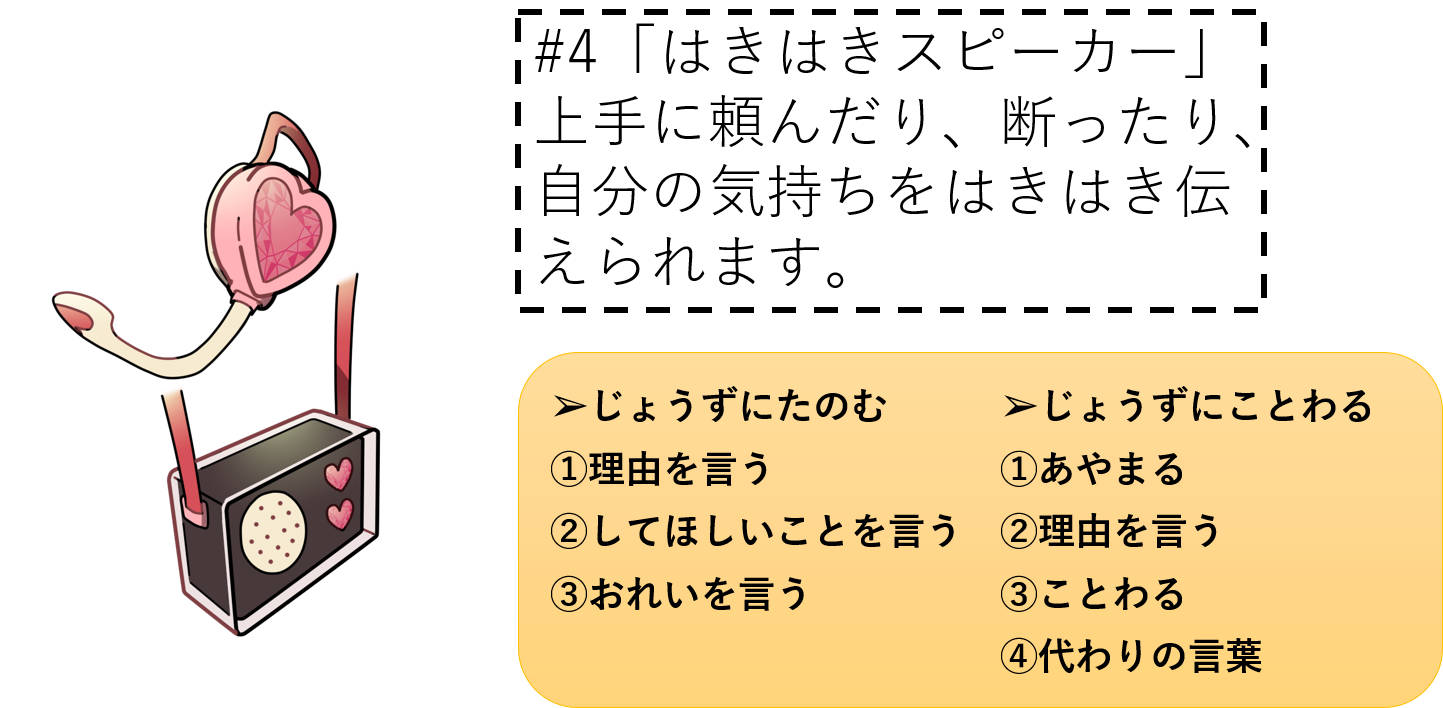 #4「はきはきスピーカー」
上手に頼んだり、断ったり、
自分の気持ちをはきはき伝
えられます。
➢じょうずにたのむ
①理由を言う
②してほしいことを言う
③おれいを言う
➢じょうずにことわる
①あやまる
②理由を言う
③ことわる
④代わりの言葉